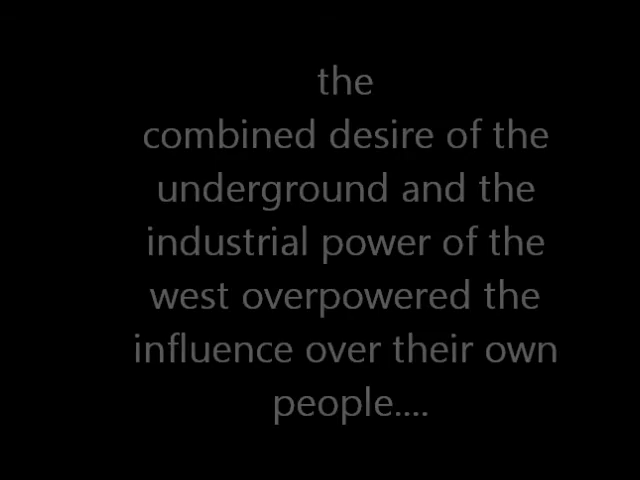 the
combined desire of the
underground and the
industrial power of the
west overpowered the
influence over their own
people....